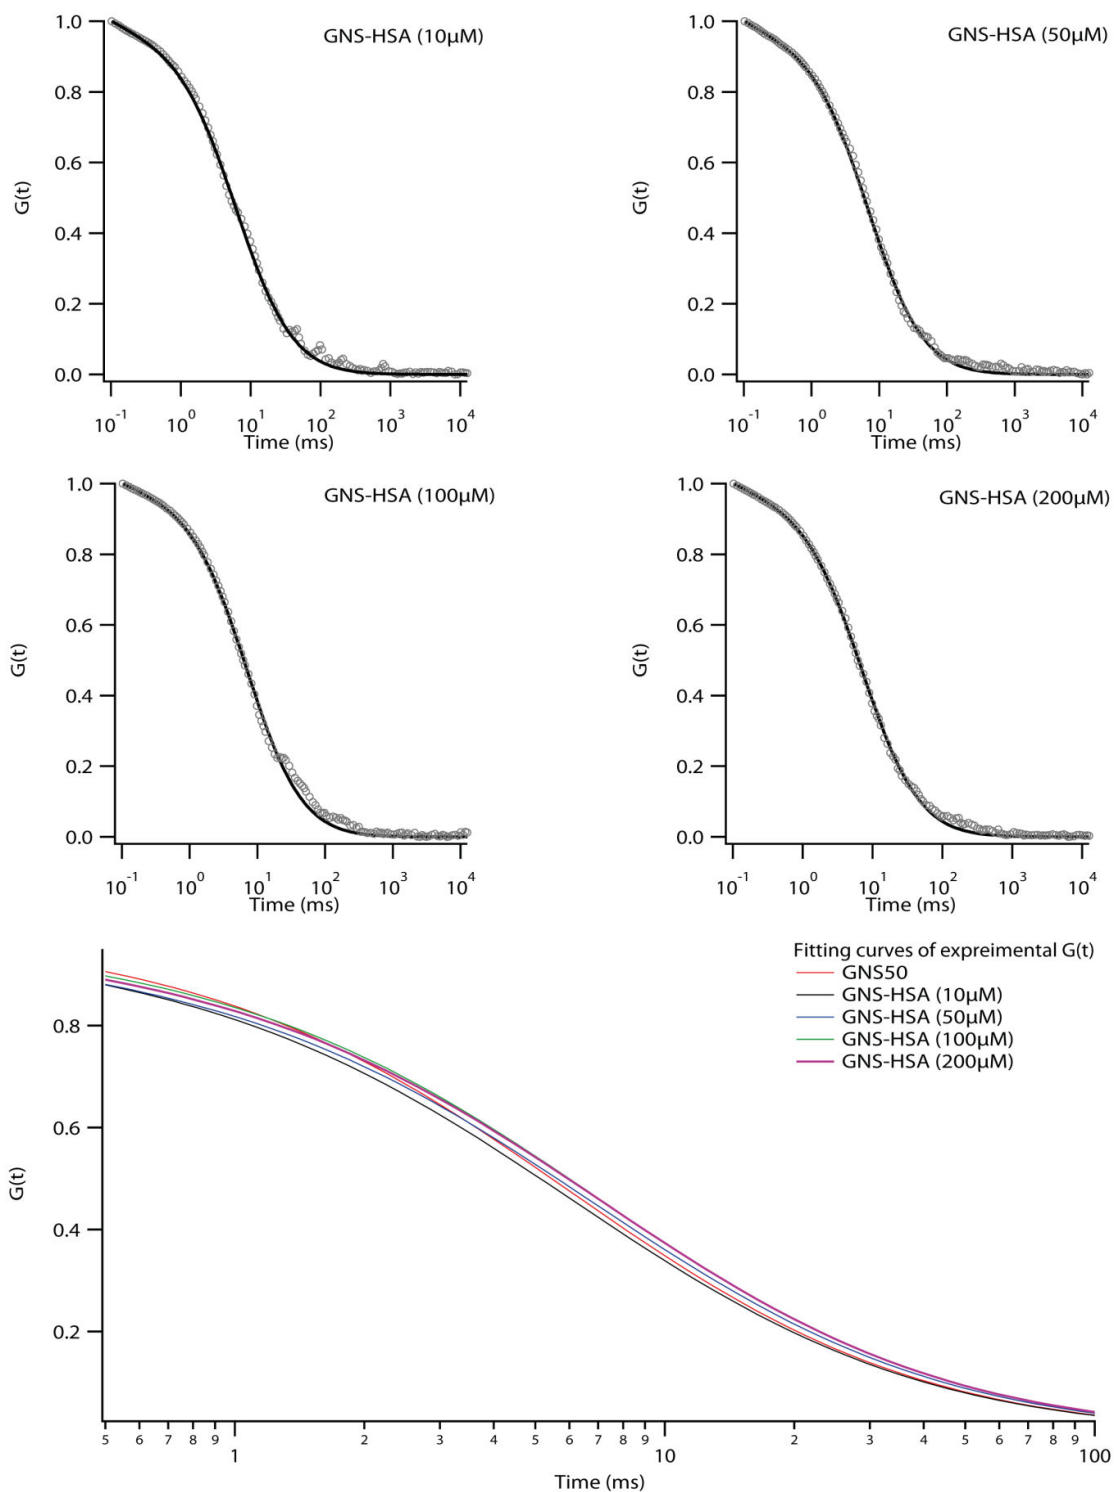 GNS-HSA (10µM)
1.0
0.8
0.6
0.4
0.2
0.0
G(t)
10^-1 10^0 10^1 10^2 10^3 10^4
Time (ms)
GNS-HSA (50µM)
1.0
0.8
0.6
0.4
0.2
0.0
G(t)
10^-1 10^0 10^1 10^2 10^3 10^4
Time (ms)
GNS-HSA (100µM)
1.0
0.8
0.6
0.4
0.2
0.0
G(t)
10^-1 10^0 10^1 10^2 10^3 10^4
Time (ms)
GNS-HSA (200µM)
1.0
0.8
0.6
0.4
0.2
0.0
G(t)
10^-1 10^0 10^1 10^2 10^3 10^4
Time (ms)
Fitting curves of expreimental G(t)
GNS50
GNS-HSA (10µM)
GNS-HSA (50µM)
GNS-HSA (100µM)
GNS-HSA (200µM)
0.8
0.6
0.4
0.2
G(t)
5 6 7 8 9 2 3 4 5 6 7 8 9 2 3 4 5 6 7 8 9
1 10 100
Time (ms)